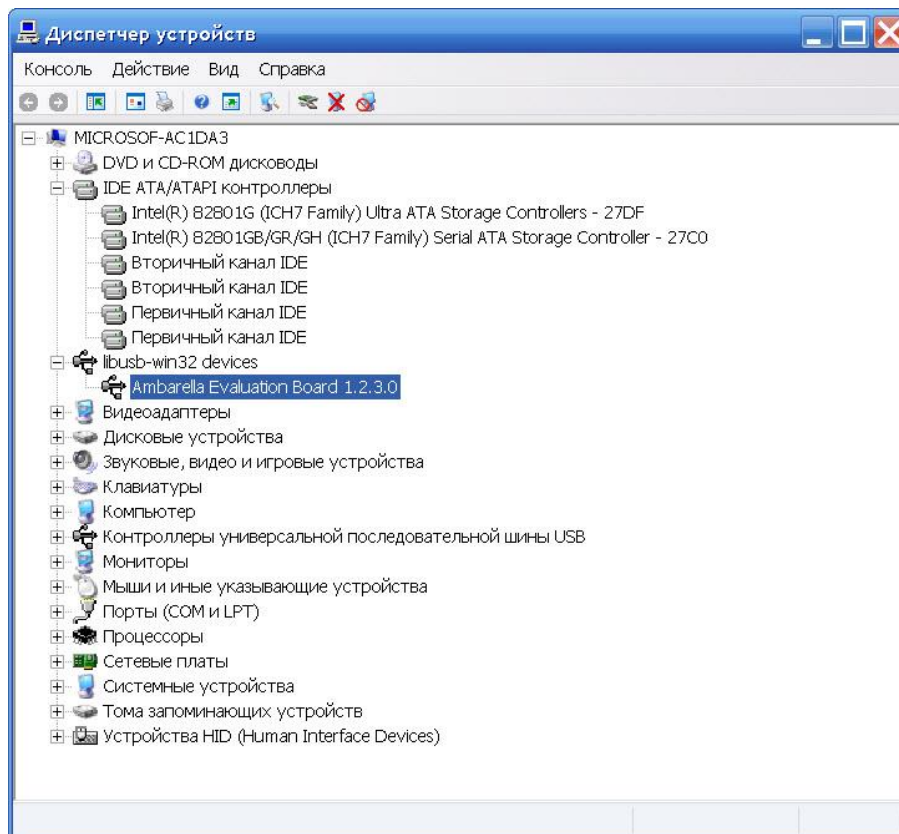 Диспетчер устройств
Консоль Действие Вид Справка
MICROSOF-AC1DA3
DVD и CD-ROM дисководы
IDE ATA/ATAPI контроллеры
Intel(R) 82801G (ICH7 Family) Ultra ATA Storage Controllers - 27DF
Intel(R) 82801GB/GR/GH (ICH7 Family) Serial ATA Storage Controller - 27C0
Вторичный канал IDE
Вторичный канал IDE
Первичный канал IDE
Первичный канал IDE
libusb-win32 devices
Ambarella Evaluation Board 1.2.3.0
Видеоадаптеры
Дисковые устройства
Звуковые, видео и игровые устройства
Клавиатуры
Компьютер
Контроллеры универсальной последовательной шины USB
Мониторы
Мыши и иные указывающие устройства
Порты (COM и LPT)
Процессоры
Сетевые платы
Системные устройства
Тома запоминающих устройств
Устройства HID (Human Interface Devices)